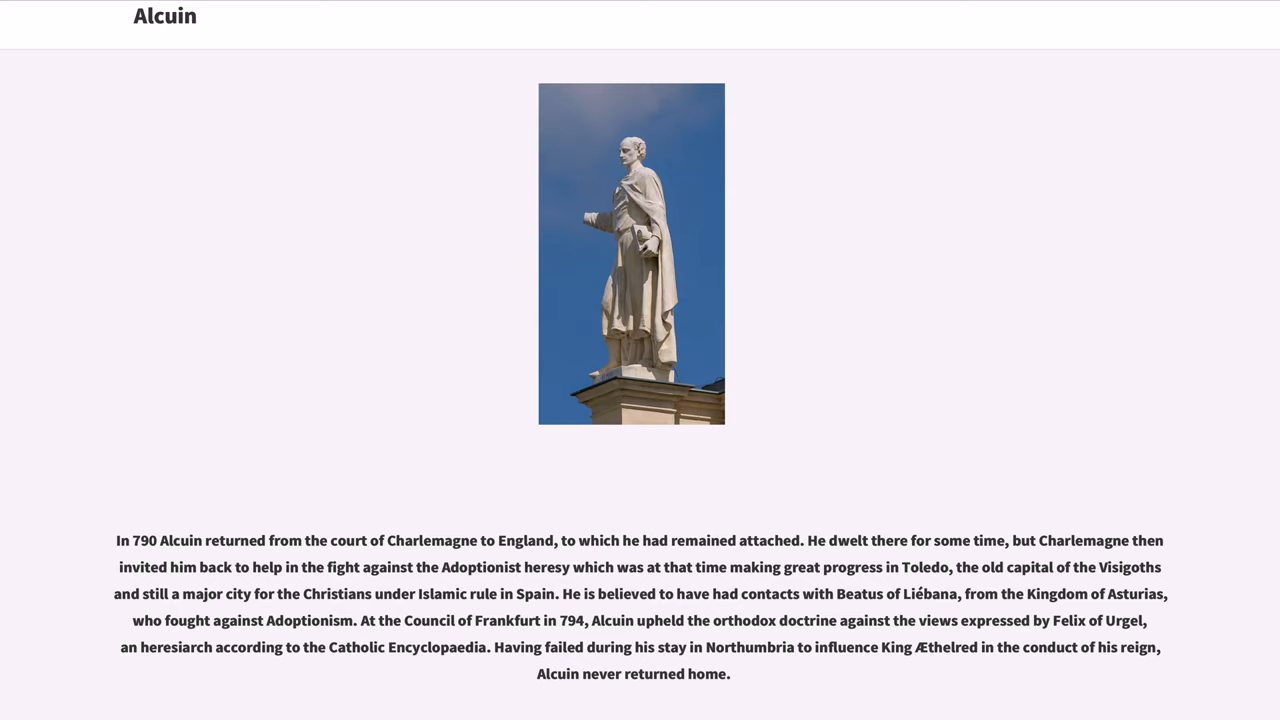 Alcuin
In 790 Alcuin returned from the court of Charlemagne to England, to which he had remained attached. He dwelt there for some time, but Charlemagne then
invited him back to help in the fight against the Adoptionist heresy which was at that time making great progress in Toledo, the old capital of the Visigoths
and still a major city for the Christians under Islamic rule in Spain. He is believed to have had contacts with Beatus of Liébana, from the Kingdom of Asturias,
who fought against Adoptionism. At the Council of Frankfurt in 794, Alcuin upheld the orthodox doctrine against the views expressed by Felix of Urgel,
an heresiarch according to the Catholic Encyclopaedia. Having failed during his stay in Northumbria to influence King Æthelred in the conduct of his reign,
Alcuin never returned home.